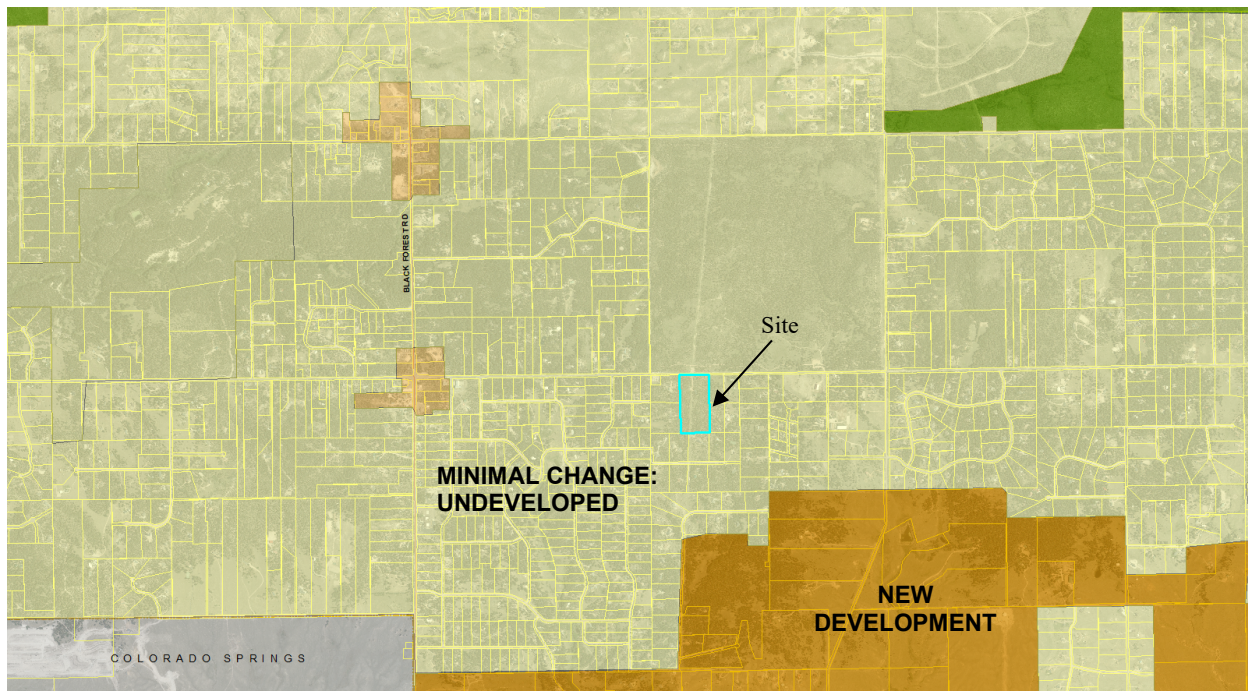 BLACK FOREST RD
Site
MINIMAL CHANGE:
UNDEVELOPED
NEW
DEVELOPMENT
COLORADO SPRINGS